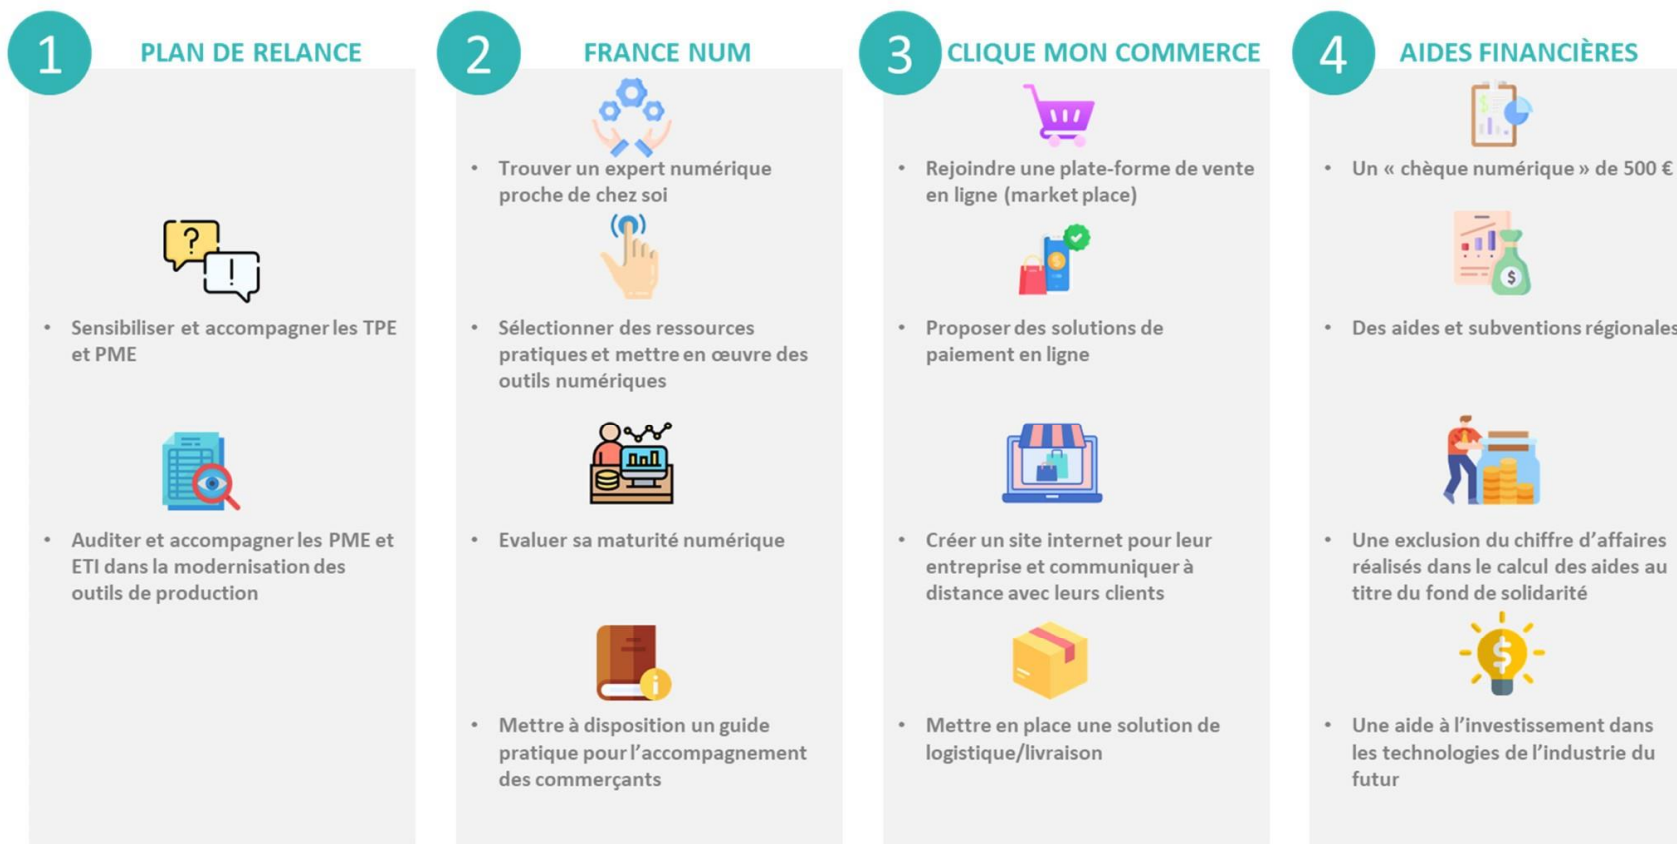 1 PLAN DE RELANCE
• Sensibiliser et accompagner les TPE
et PME
• Auditer et accompagner les PME et
ETI dans la modernisation des
outils de production
2 FRANCE NUM
• Trouver un expert numérique
proche de chez soi
• Sélectionner des ressources
pratiques et mettre en œuvre des
outils numériques
• Evaluer sa maturité numérique
• Mettre à disposition un guide
pratique pour l’accompagnement
des commerçants
3 CLIQUE MON COMMERCE
• Rejoindre une plate-forme de vente
en ligne (market place)
• Proposer des solutions de
paiement en ligne
• Créer un site internet pour leur
entreprise et communiquer à
distance avec leurs clients
• Mettre en place une solution de
logistique/livraison
4 AIDES FINANCIÈRES
• Un « chèque numérique » de 500 €
• Des aides et subventions régionales
• Une exclusion du chiffre d’affaires
réalisés dans le calcul des aides au
titre du fond de solidarité
• Une aide à l’investissement dans
les technologies de l’industrie du
futur